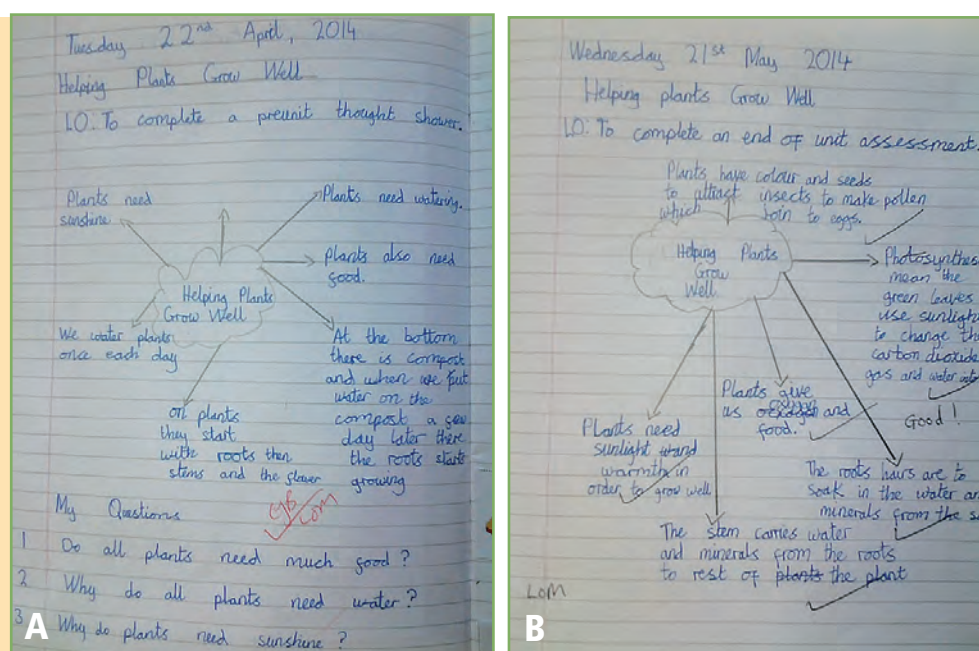 Tuesday 22nd April, 2014
Helping Plants Grow Well
LO: To complete a preunit thought shower.
Plants need
sunshine
Plants need watering.
Plants also need
food.
Helping Plants
Grow Well
We water plants
once each day
At the bottom
there is compost
and when we put
water on the
compost a few
day later there
the roots starts
growing
on plants
they start
with roots then
stems and the flower
My Questions
LOM
1 Do all plants need much food?
2 Why do all plants need water?
3 Why do plants need sunshine?
A
Wednesday 21st May 2014
Helping plants Grow Well
LO: To complete an end of unit assessment.
Plants have colour and seeds
to attract insects to make pollen
which join to eggs.
Helping Plants
Grow
Well
Photosynthes
mean the
green leaves
use sunlight
to change the
carbon dioxide
gas and water
Good!
Plants give
us and
food.
Plants need
sunlight and
warmth in
order to grow well
The roots hairs are to
soak in the water an
minerals from the s
The stem carries water
and minerals from the roots
to rest of plants the plant
LOM
B